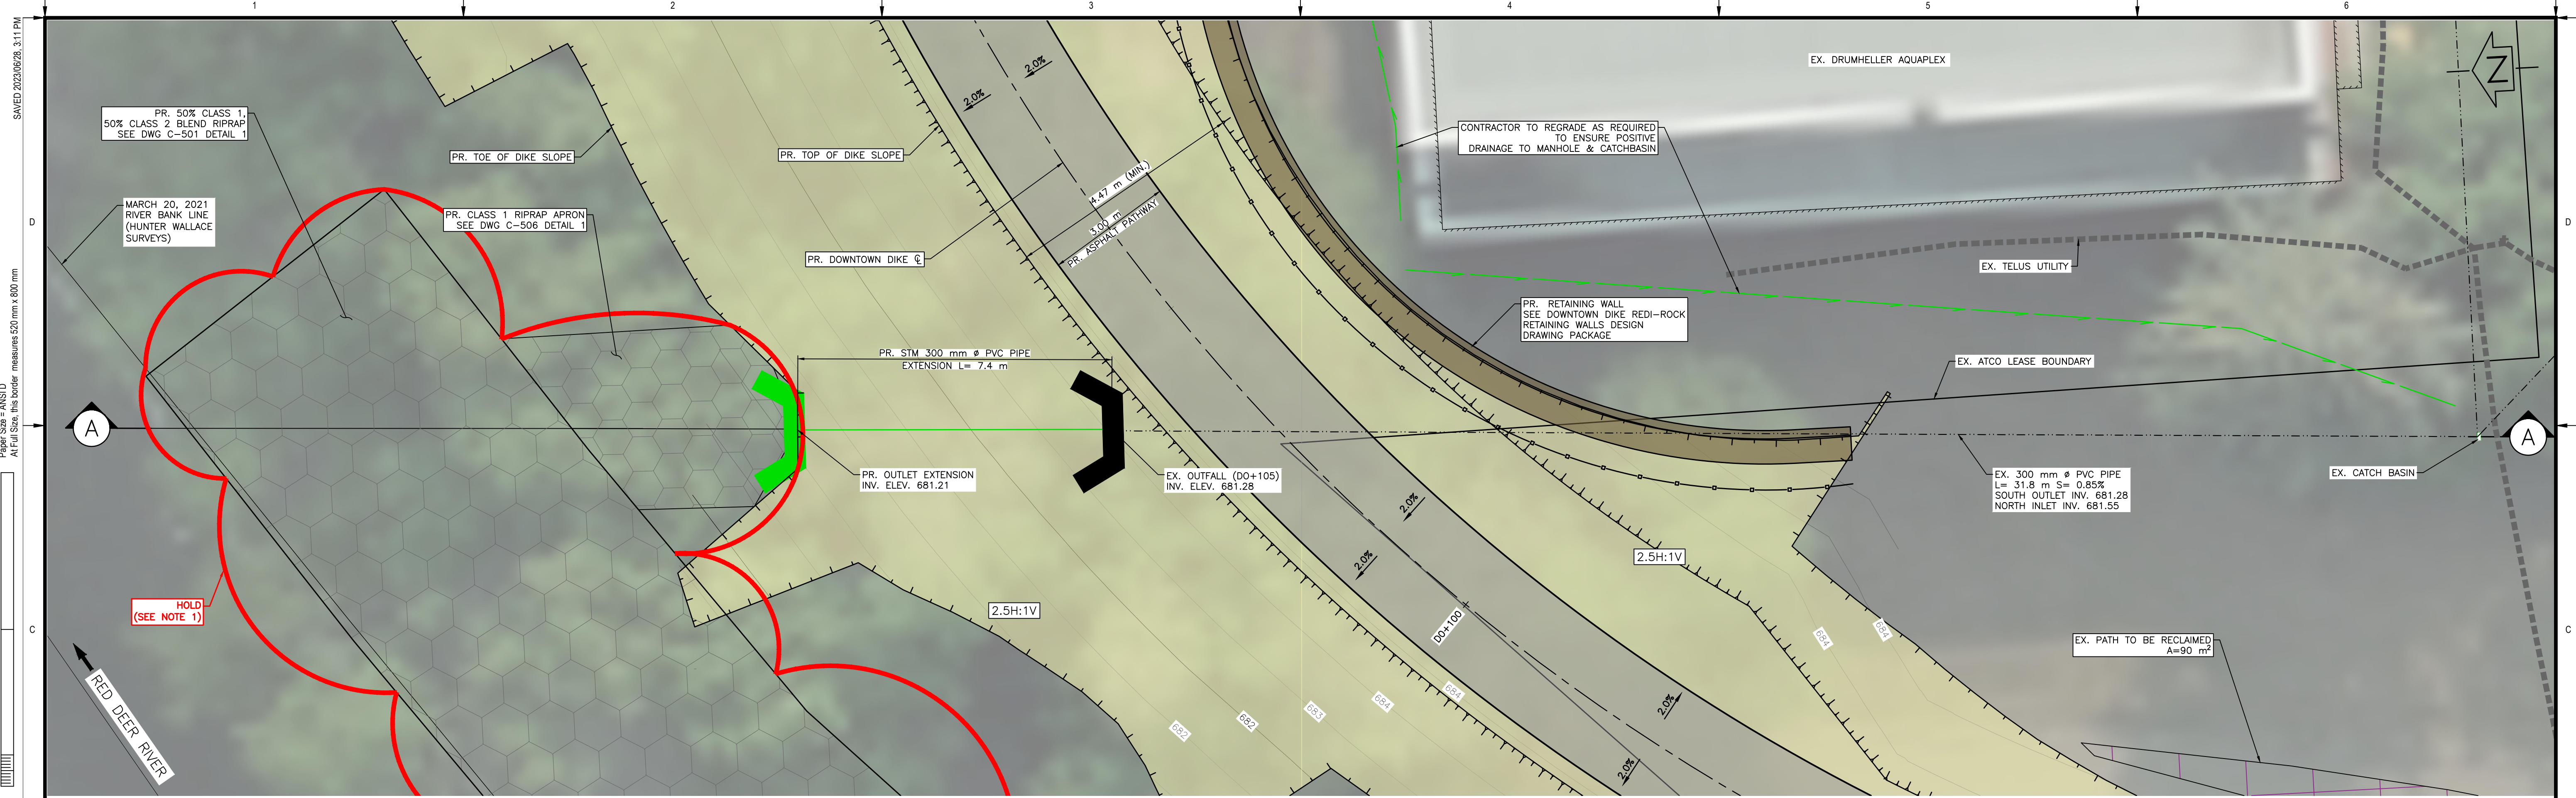 1
2
3
4
5
6
SAVED 2023/06/28, 3:11 PM
Paper Size = ANSI D
At Full Size, this border measures 520 mm x 800 mm
D
C
D
C
PR. 50% CLASS 1,
50% CLASS 2 BLEND RIPRAP
SEE DWG C-501 DETAIL 1
MARCH 20, 2021
RIVER BANK LINE
(HUNTER WALLACE
SURVEYS)
PR. TOE OF DIKE SLOPE
PR. CLASS 1 RIPRAP APRON
SEE DWG C-506 DETAIL 1
PR. TOP OF DIKE SLOPE
PR. DOWNTOWN DIKE ℄
2.0%
2.0%
4.47 m (MIN.)
3.00 m
PR. ASPHALT PATHWAY
EX. DRUMHELLER AQUAPLEX
N
CONTRACTOR TO REGRADE AS REQUIRED
TO ENSURE POSITIVE
DRAINAGE TO MANHOLE & CATCHBASIN
EX. TELUS UTILITY
PR. RETAINING WALL
SEE DOWNTOWN DIKE REDI-ROCK
RETAINING WALLS DESIGN
DRAWING PACKAGE
PR. STM 300 mm ø PVC PIPE
EXTENSION L= 7.4 m
EX. ATCO LEASE BOUNDARY
A
A
PR. OUTLET EXTENSION
INV. ELEV. 681.21
EX. OUTFALL (D0+105)
INV. ELEV. 681.28
EX. 300 mm ø PVC PIPE
L= 31.8 m S= 0.85%
SOUTH OUTLET INV. 681.28
NORTH INLET INV. 681.55
EX. CATCH BASIN
2.0%
2.0%
2.5H:1V
HOLD
(SEE NOTE 1)
2.5H:1V
D0+100
684
684
EX. PATH TO BE RECLAIMED
A=90 m²
RED DEER RIVER
682
682
683
684
684
2.0%
2.0%